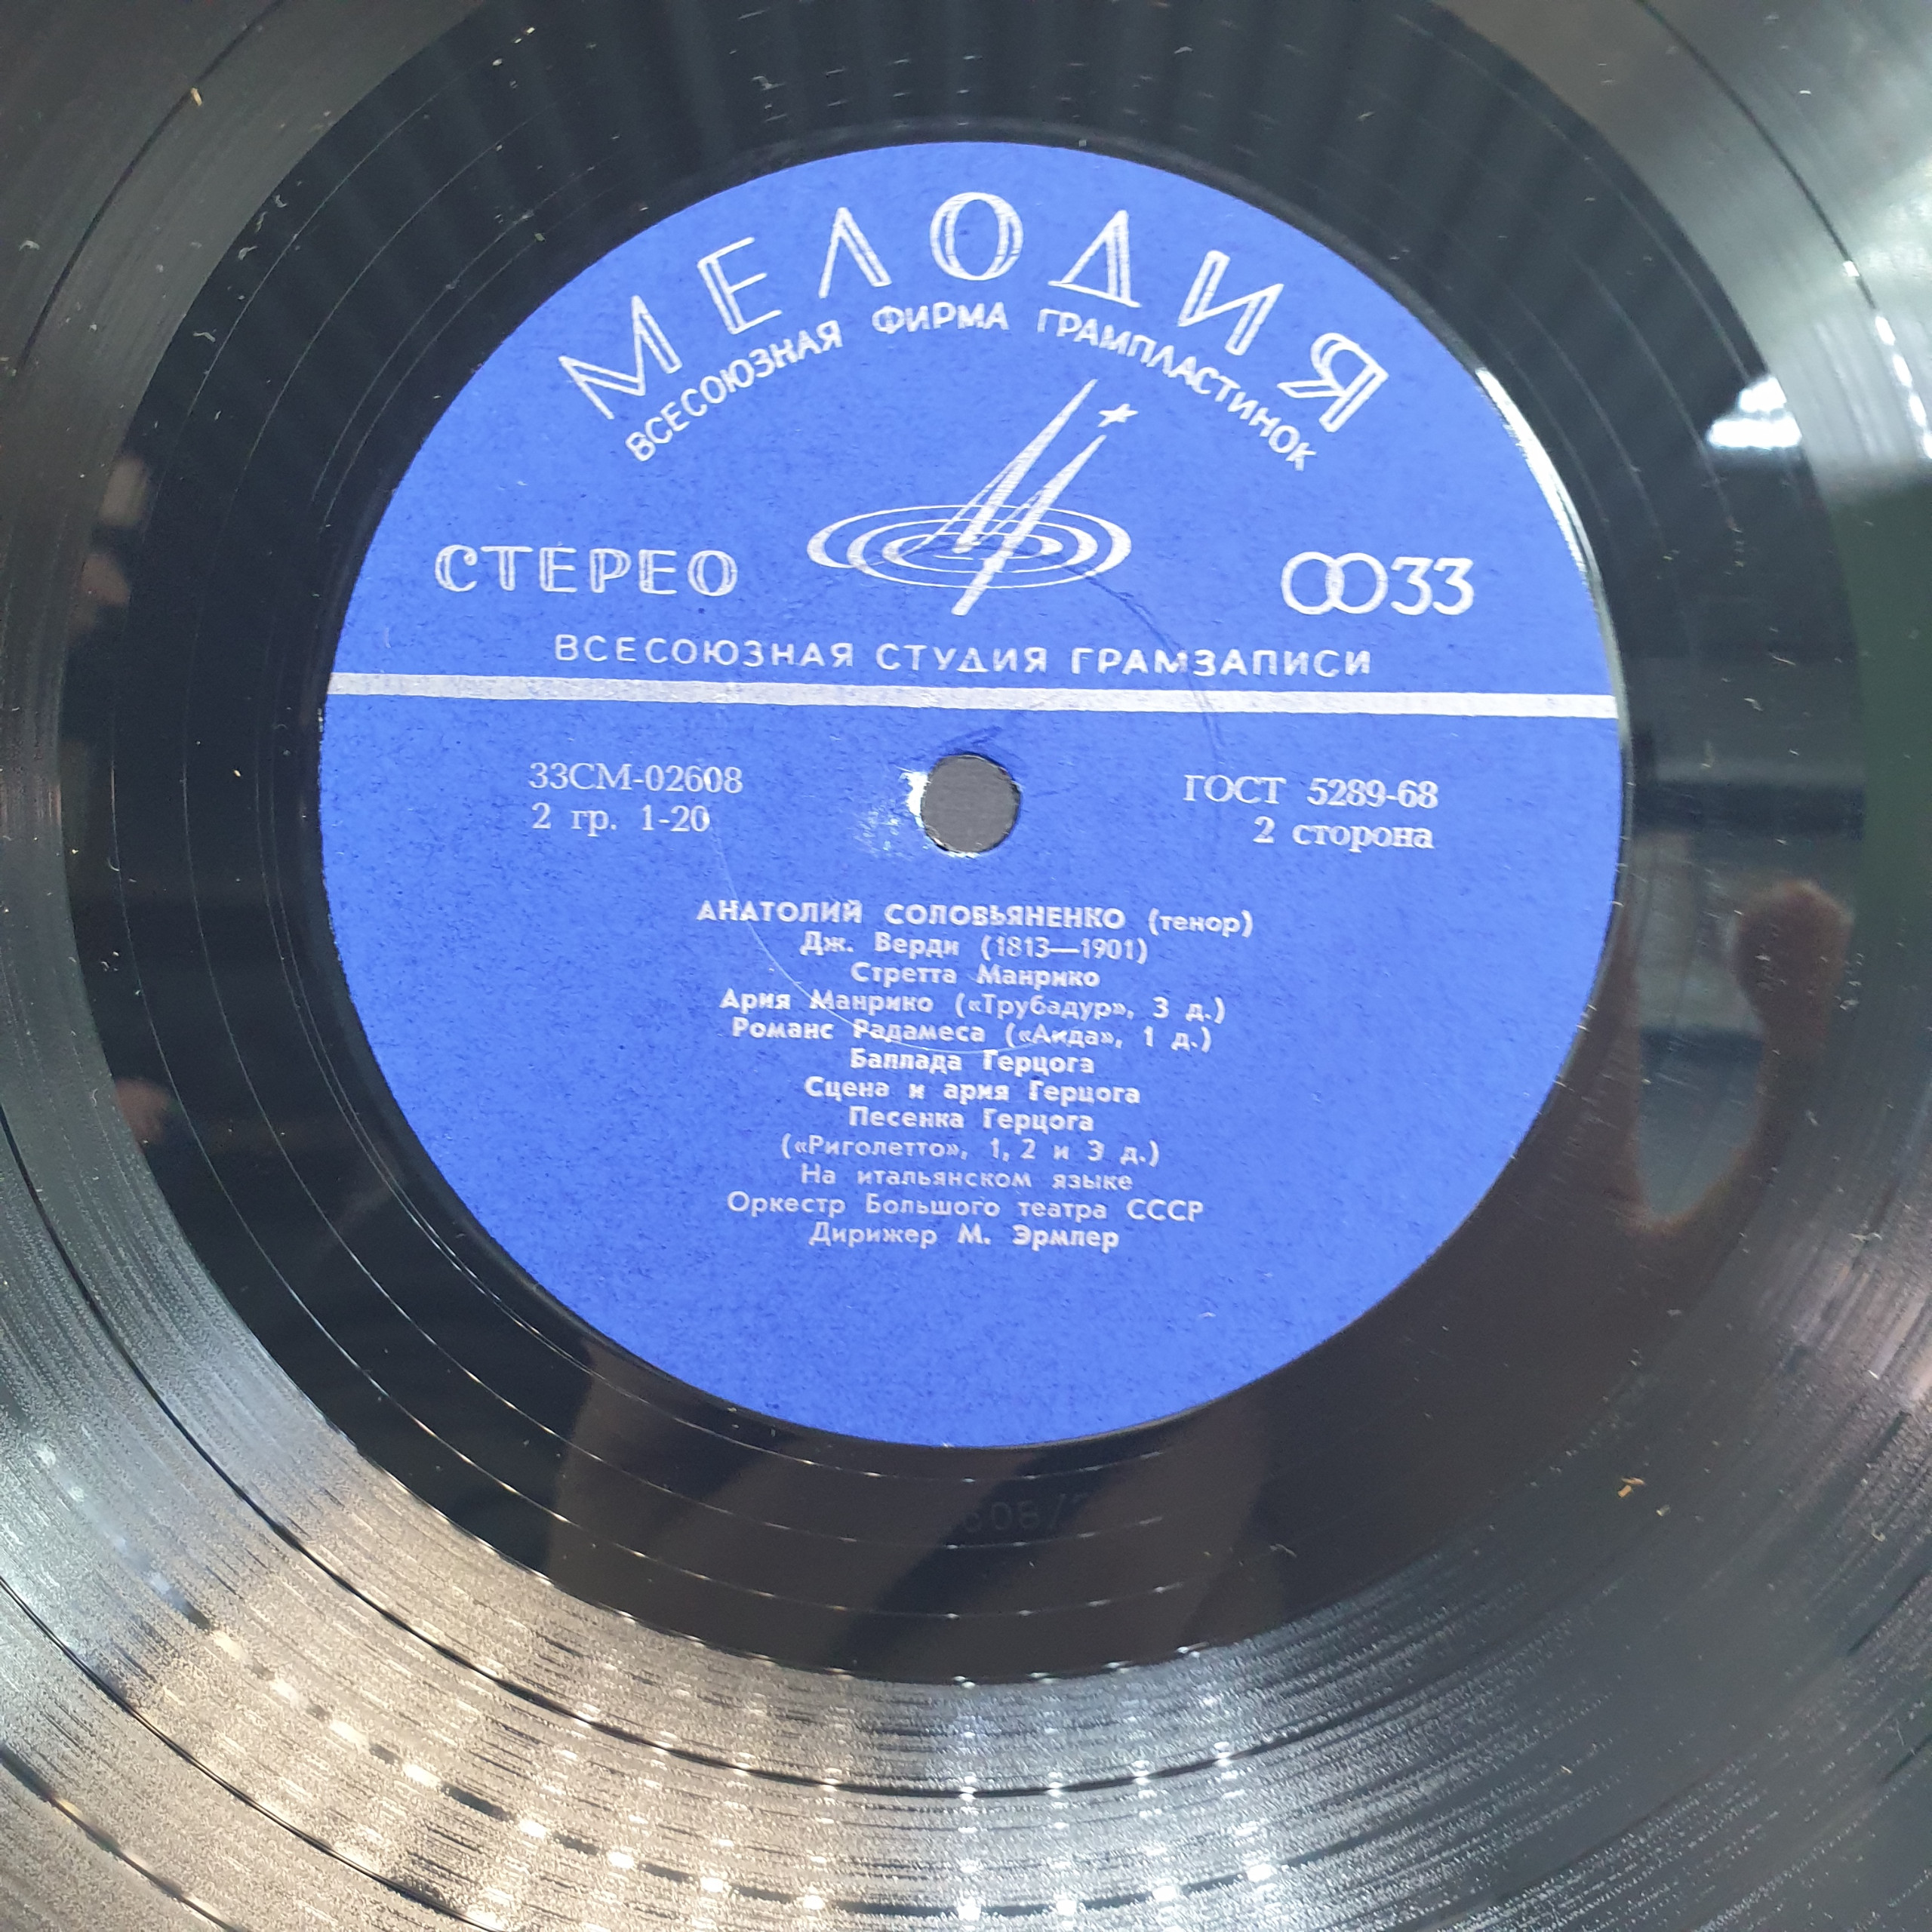 МЕЛОДИЯ
ВСЕСОЮЗНАЯ ФИРМА ГРАМПЛАСТИНОК
СТЕРЕО
33
ВСЕСОЮЗНАЯ СТУДИЯ ГРАМЗАПИСИ
33СМ-02608
2 гр. 1-20
ГОСТ 5289-68
2 сторона
АНАТОЛИЙ СОЛОВЬЯНЕНКО (тенор)
Дж. Верди (1813—1901)
Стретта Манрико
Ария Манрико («Трубадур», 3 д.)
Романс Радамеса («Аида», 1 д.)
Баллада Герцога
Сцена и ария Герцога
Песенка Герцога
(«Риголетто», 1, 2 и 3 д.)
На итальянском языке
Оркестр Большого театра СССР
Дирижер М. Эрмлер